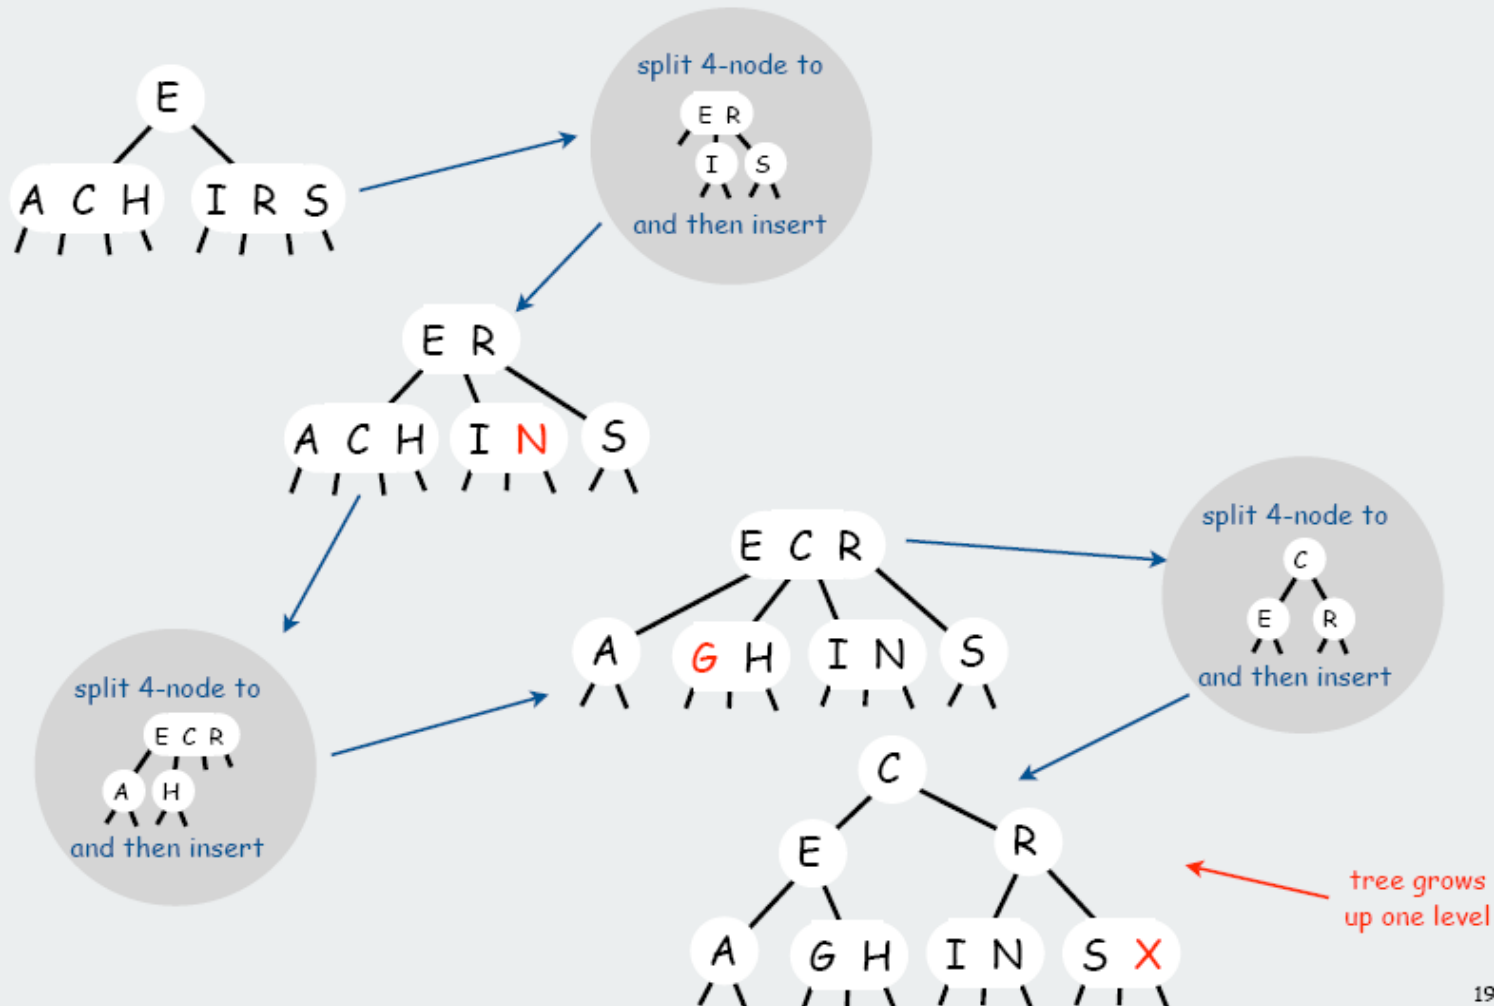 E
A C H
I R S
split 4-node to
E R
I
S
and then insert
E R
A C H
I N
S
split 4-node to
E C R
A
H
and then insert
E C R
A
G H
I N
S
split 4-node to
C
E
R
and then insert
C
E
R
A
G H
I N
S X
tree grows
up one level
19